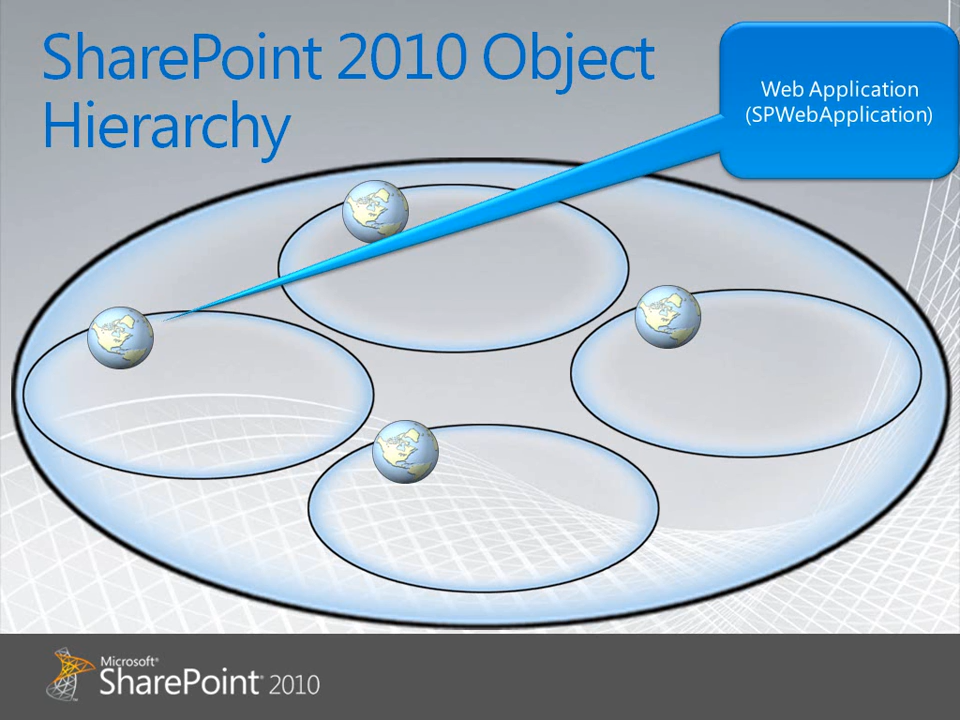 SharePoint 2010 Object
Hierarchy
Web Application
(SPWebApplication)
Microsoft®
SharePoint® 2010